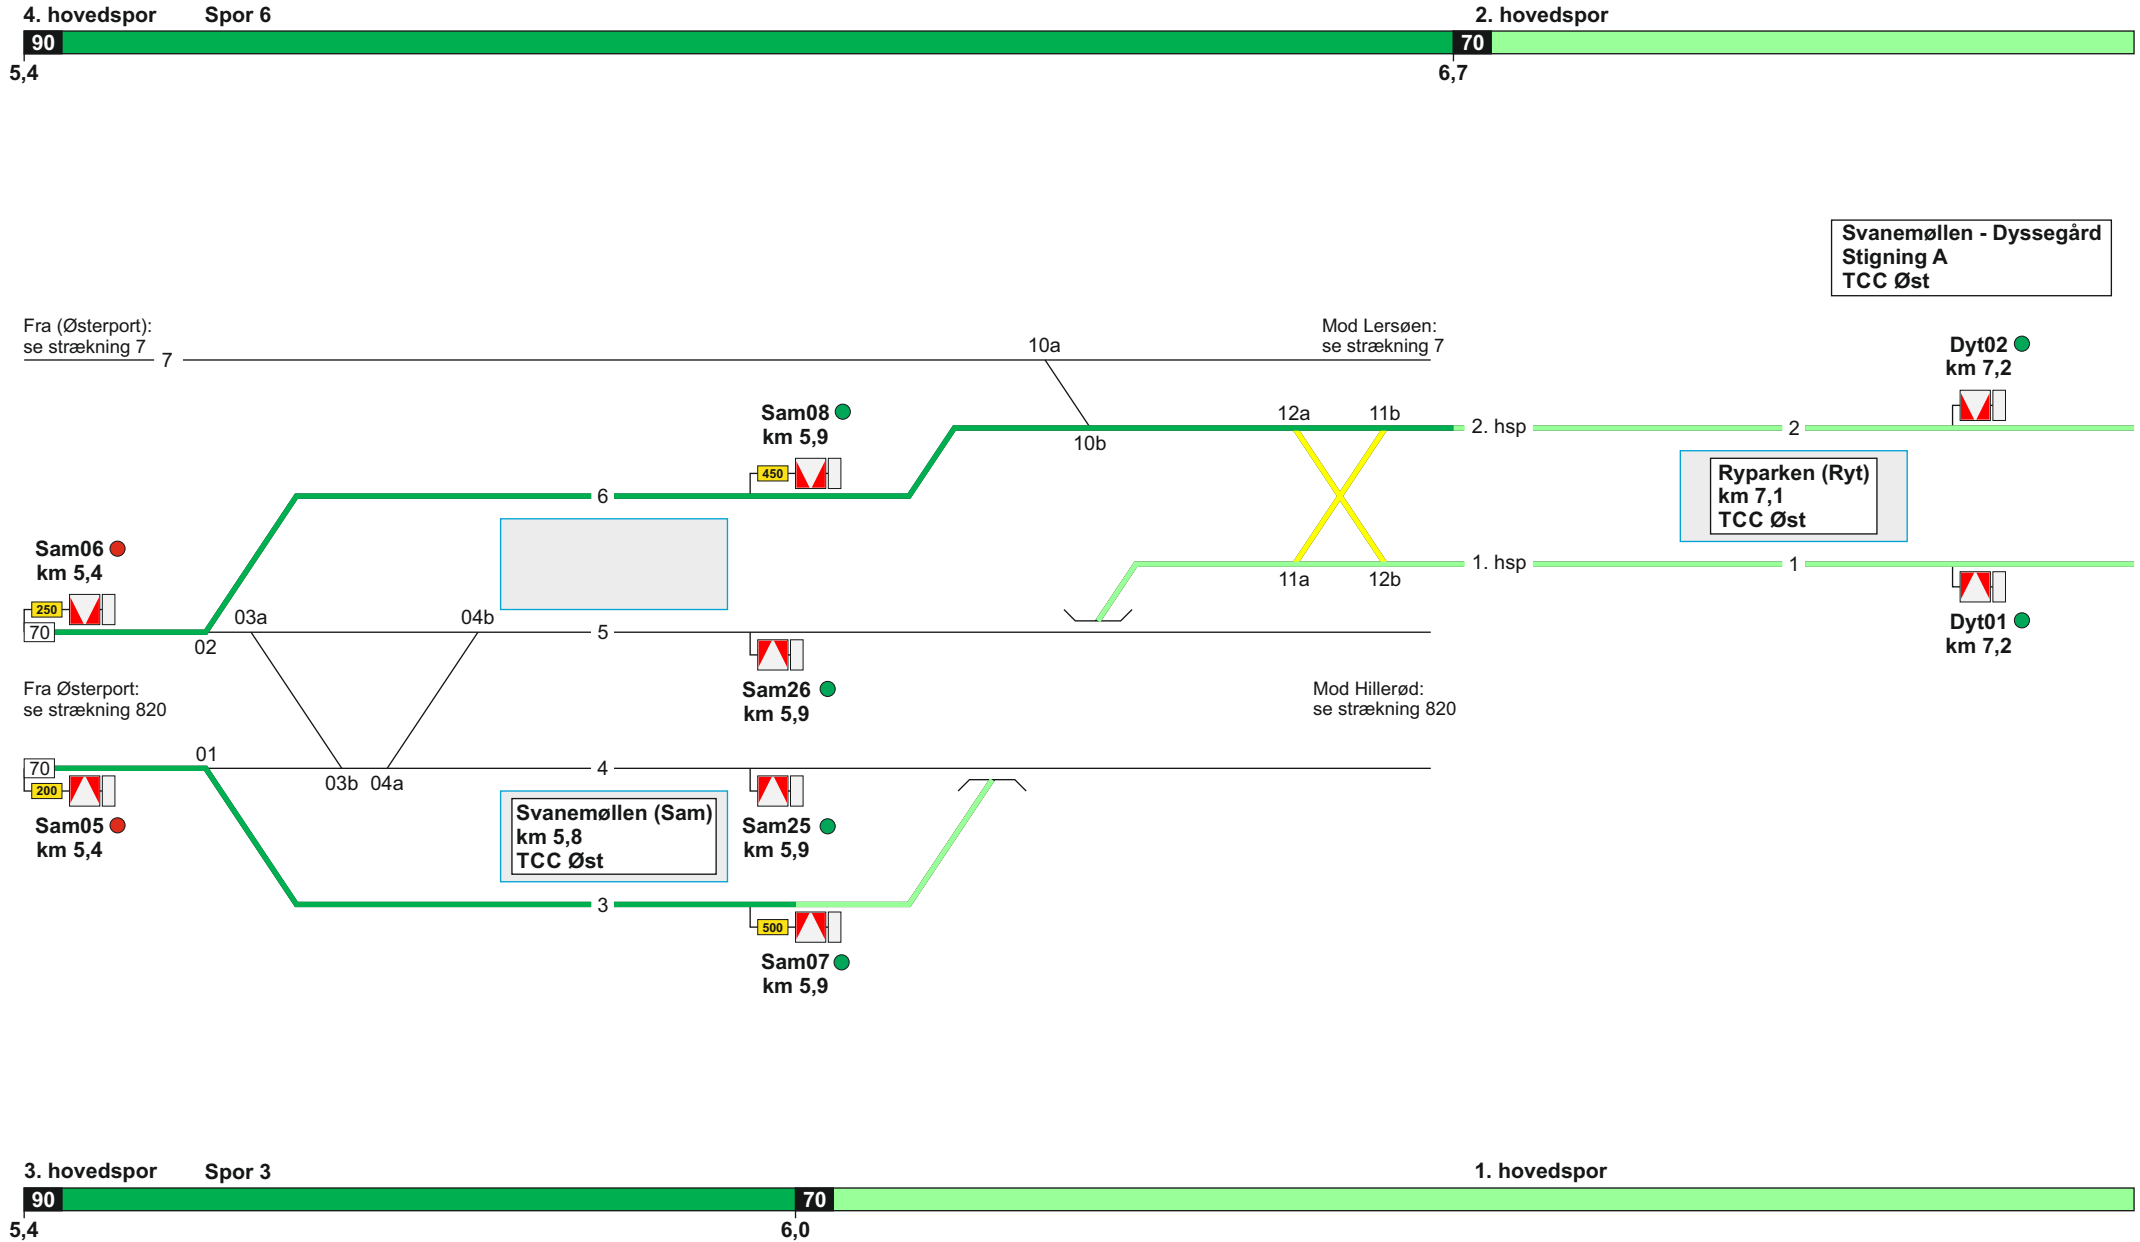 4. hovedspor Spor 6 2. hovedspor
90 70
5,4 6,7
Svanemøllen - Dyssegård
Stigning A
TCC Øst
Fra (Østerport):
se strækning 7
7
10a
Mod Lersøen:
se strækning 7
Dyt02
km 7,2
Sam08
km 5,9
450
10b
12a 11b
2. hsp
2
6
Ryparken (Ryt)
km 7,1
TCC Øst
Sam06
km 5,4
250
70
02
03a
04b
5
11a 12b
1. hsp
1
Dyt01
km 7,2
Sam26
km 5,9
Fra Østerport:
se strækning 820
Mod Hillerød:
se strækning 820
01
70
200
03b 04a
4
Sam05
km 5,4
Svanemøllen (Sam)
km 5,8
TCC Øst
Sam25
km 5,9
3
500
Sam07
km 5,9
3. hovedspor Spor 3 1. hovedspor
90 70
5,4 6,0